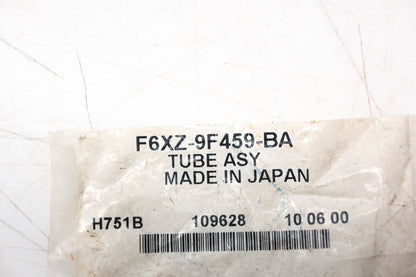 F6XZ-9F459-BA
TUBE ASY
MADE IN JAPAN
H751B 109628 10 06 00